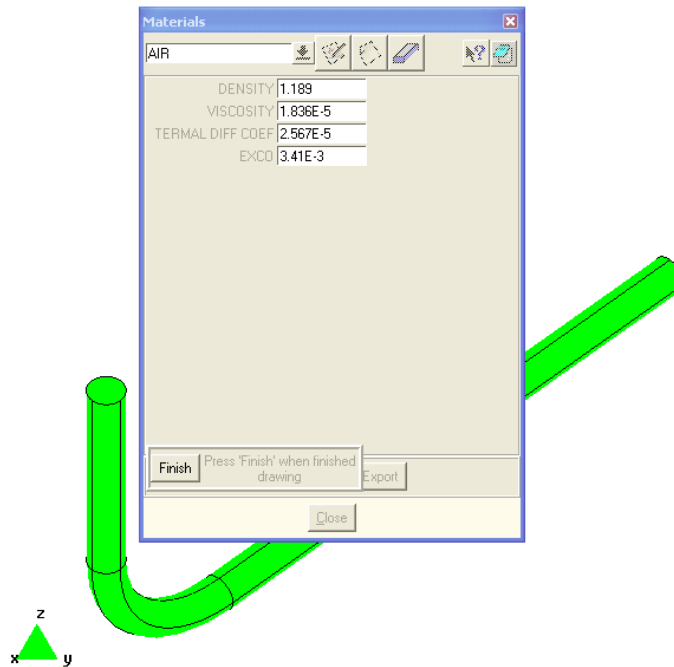 Materials
AIR
DENSITY 1.189
VISCOSITY 1.836E-5
TERMAL DIFF COEF 2.567E-5
EXCO 3.41E-3
Finish Press 'Finish' when finished
drawing
Export
Close
z
x y